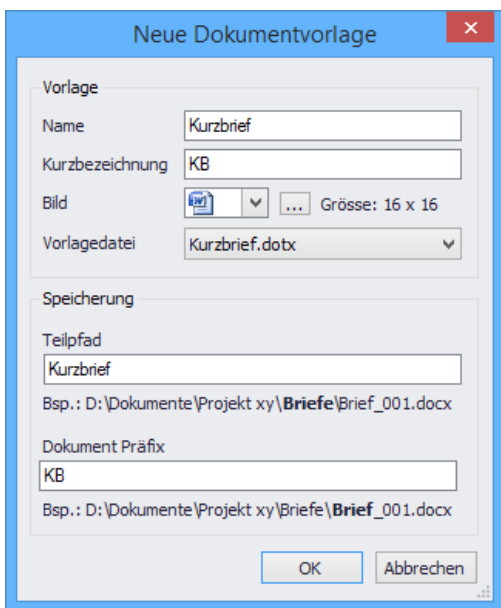 Neue Dokumentvorlage
Vorlage
Name Kurzbrief
Kurzbezeichnung KB
Bild ... Grösse: 16 x 16
Vorlagedatei Kurzbrief.dotx
Speicherung
Teilpfad
Kurzbrief
Bsp.: D:\Dokumente\Projekt xy\Briefe\Brief_001.docx
Dokument Präfix
KB
Bsp.: D:\Dokumente\Projekt xy\Briefe\Brief_001.docx
OK Abbrechen